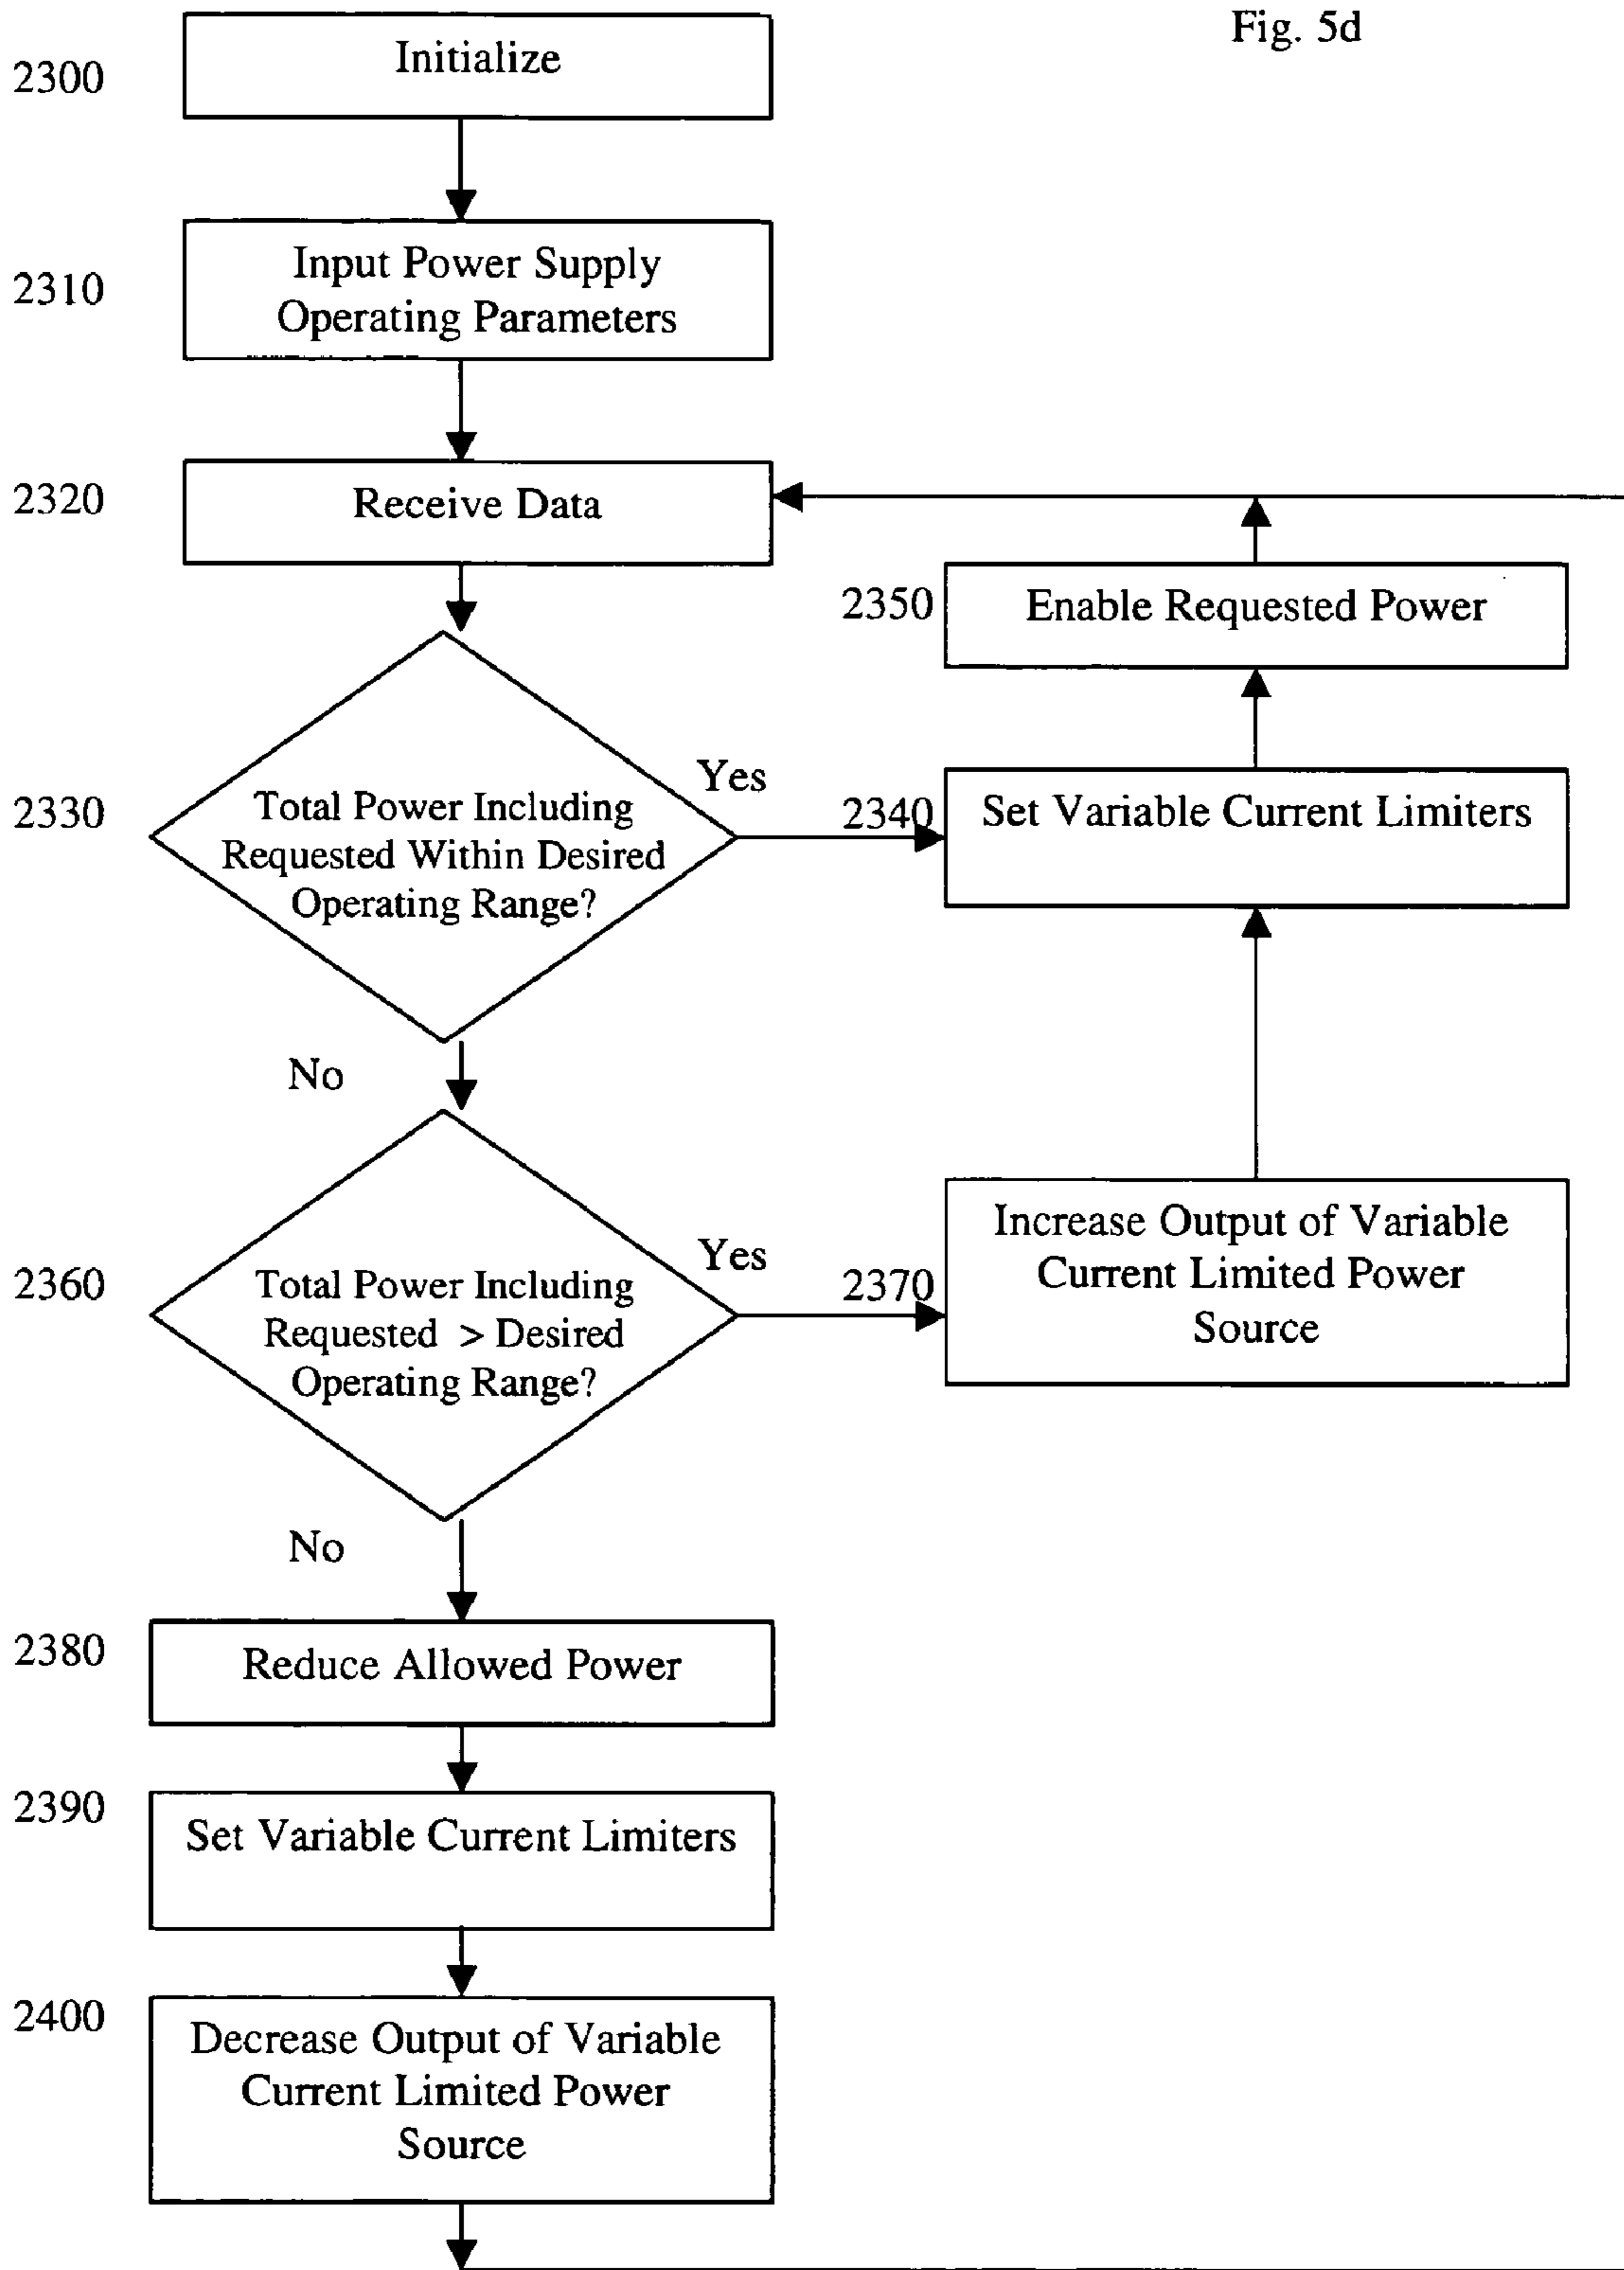 Fig. 5d
2300
Initialize
2310
Input Power Supply
Operating Parameters
2320
Receive Data
2330
Total Power Including
Requested Within Desired
Operating Range?
Yes
No
2340
Set Variable Current Limiters
2350
Enable Requested Power
2360
Total Power Including
Requested > Desired
Operating Range?
Yes
No
2370
Increase Output of Variable
Current Limited Power
Source
2380
Reduce Allowed Power
2390
Set Variable Current Limiters
2400
Decrease Output of Variable
Current Limited Power
Source